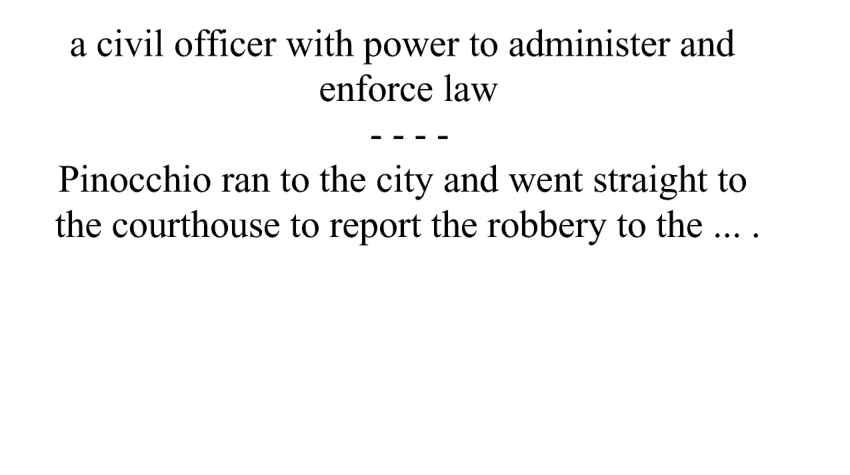 a civil officer with power to administer and
enforce law
- - - -
Pinocchio ran to the city and went straight to
the courthouse to report the robbery to the ... .